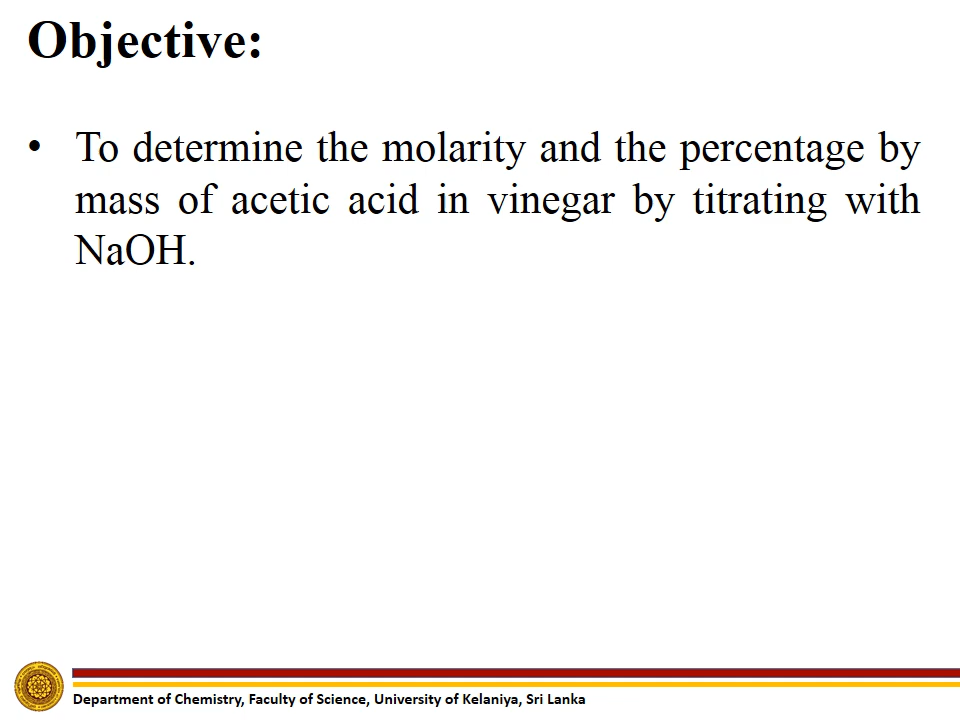 Objective:
• To determine the molarity and the percentage by
mass of acetic acid in vinegar by titrating with
NaOH.
Department of Chemistry, Faculty of Science, University of Kelaniya, Sri Lanka